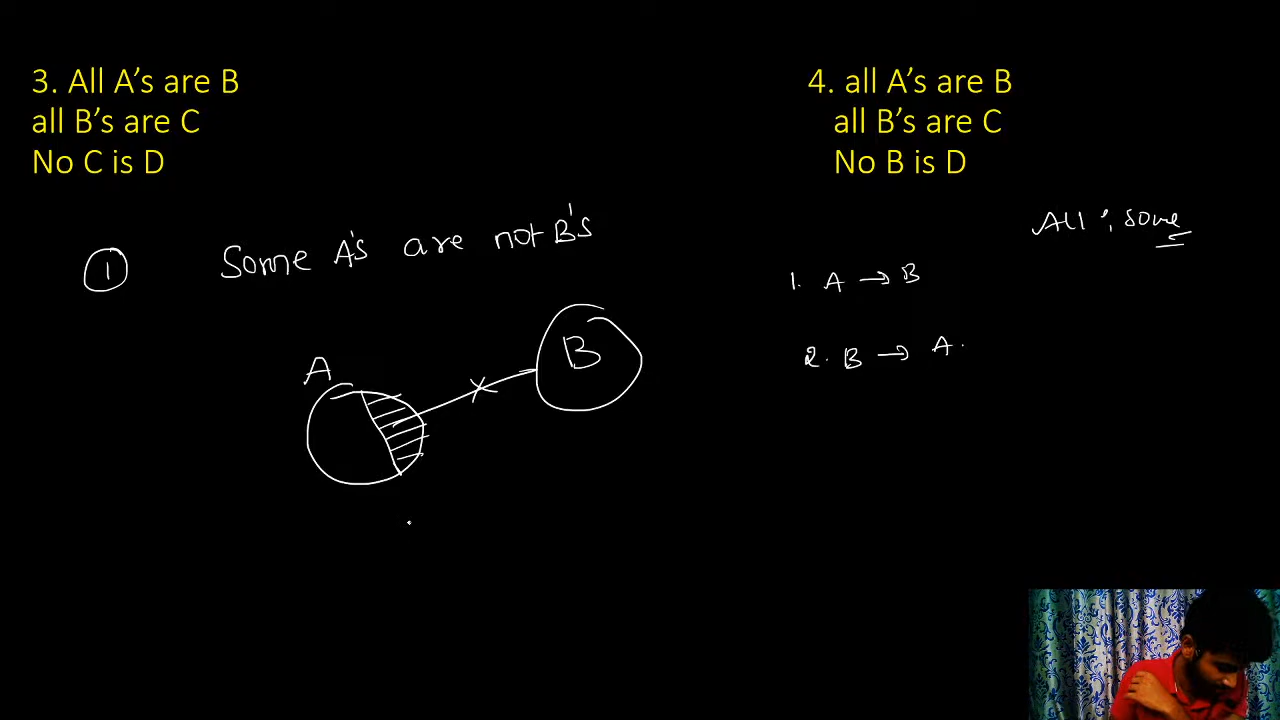 3. All A’s are B
all B’s are C
No C is D
4. all A’s are B
all B’s are C
No B is D
All ; some
① Some A's are not B's
1. A → B
2. B → A.
A
B